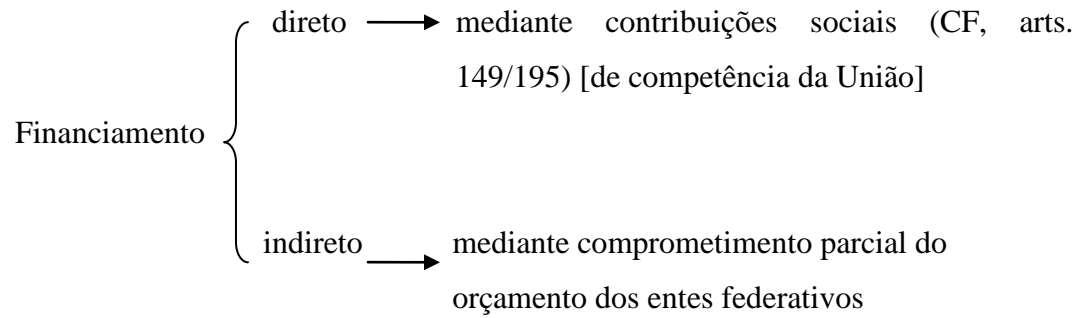 direto mediante contribuições sociais (CF, arts.
149/195) [de competência da União]
Financiamento
indireto mediante comprometimento parcial do
orçamento dos entes federativos